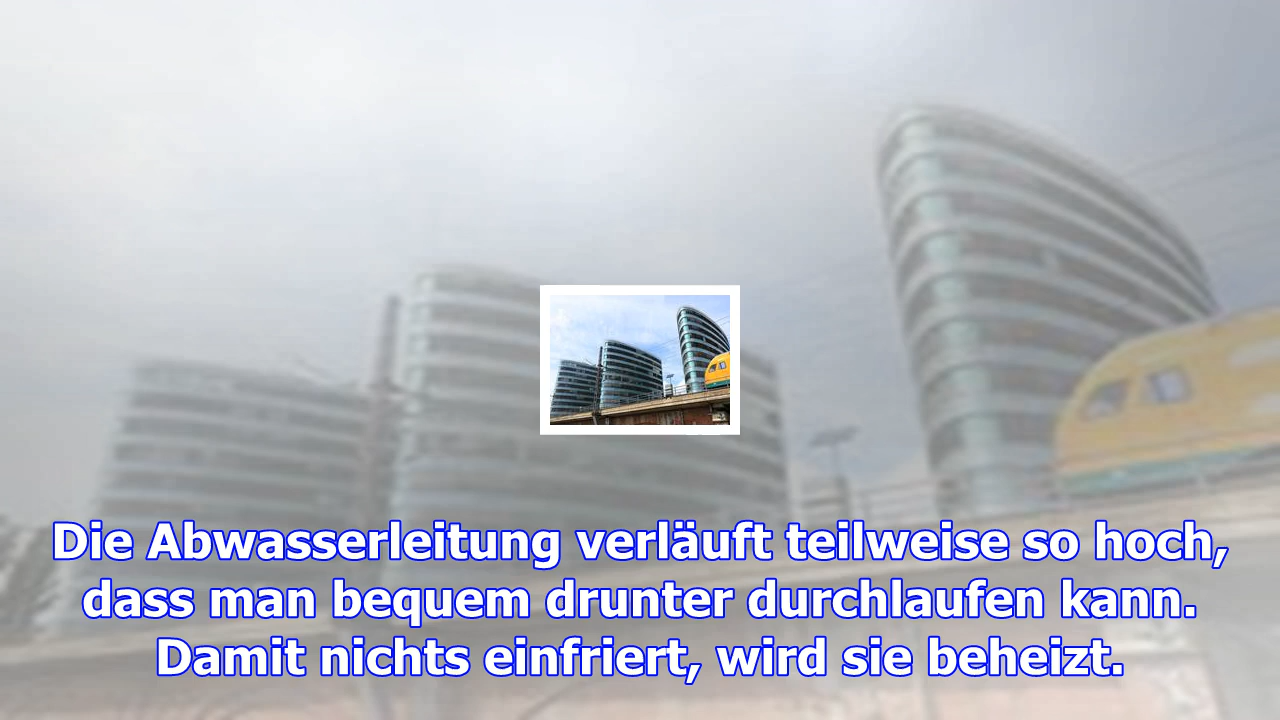 Die Abwasserleitung verläuft teilweise so hoch,
dass man bequem drunter durchlaufen kann.
Damit nichts einfriert, wird sie beheizt.